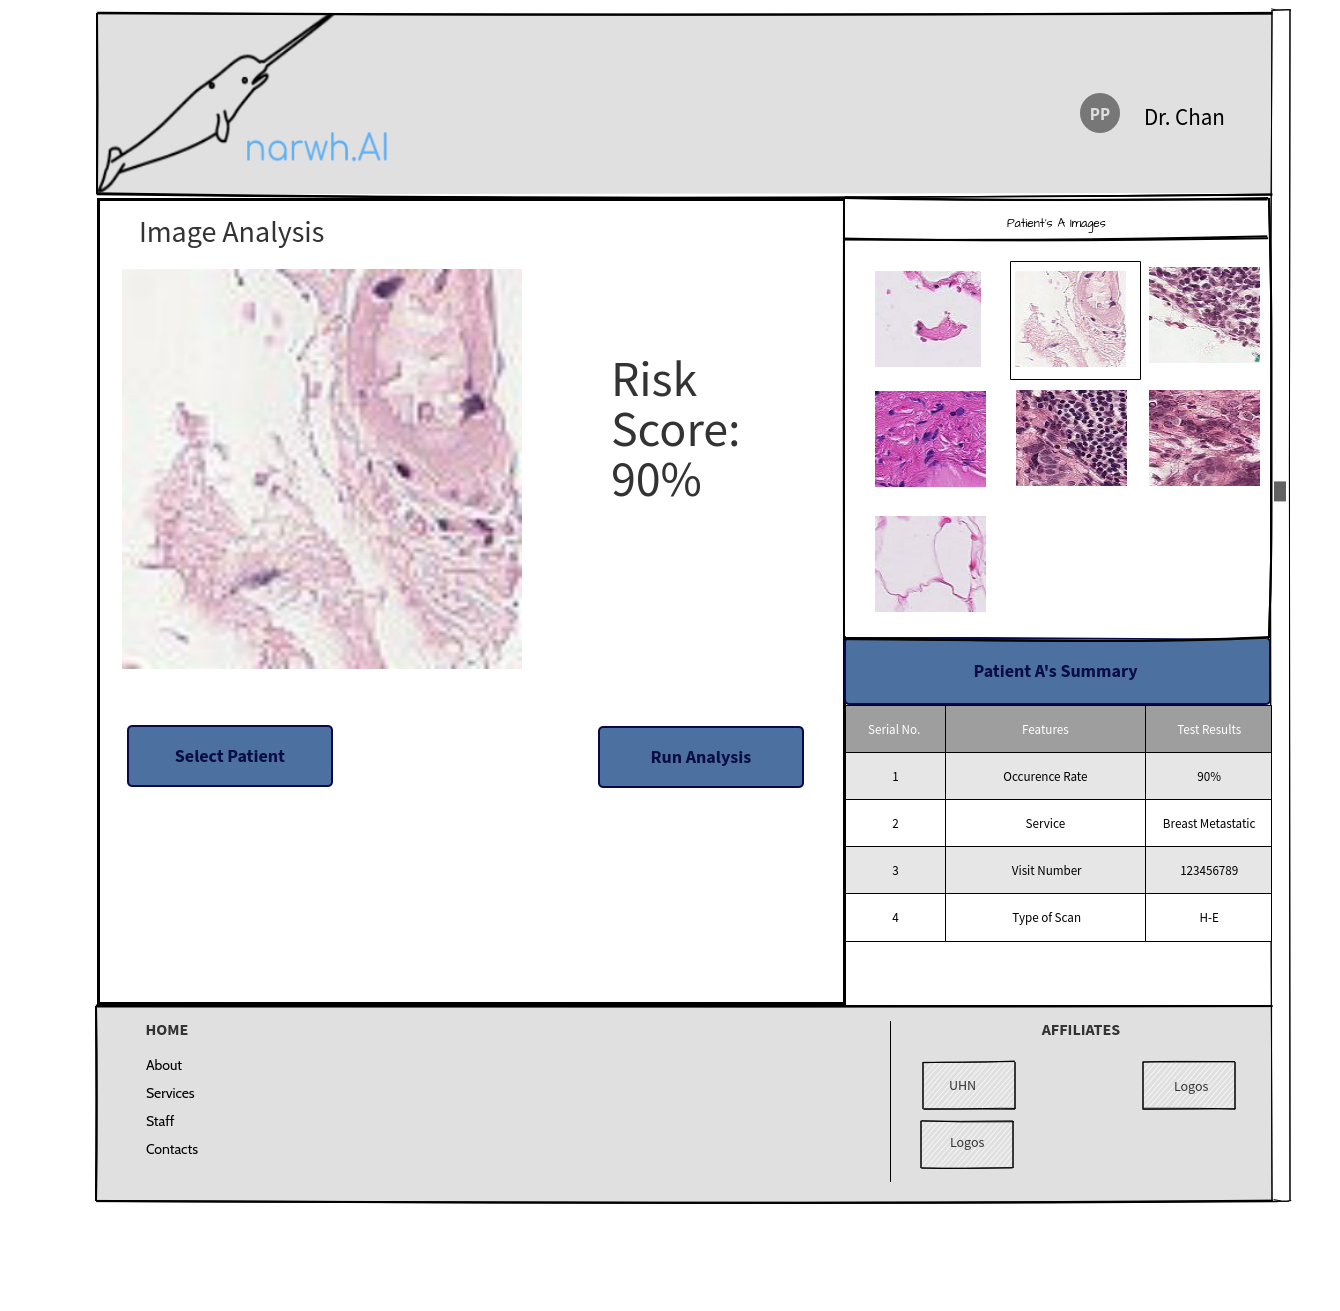 narwh.AI
PP
Dr. Chan
Image Analysis
Risk
Score:
90%
Select Patient
Run Analysis
Patient's A Images
Patient A's Summary
Serial No. Features Test Results
1 Occurence Rate 90%
2 Service Breast Metastatic
3 Visit Number 123456789
4 Type of Scan H-E
HOME
About
Services
Staff
Contacts
AFFILIATES
UHN
Logos
Logos